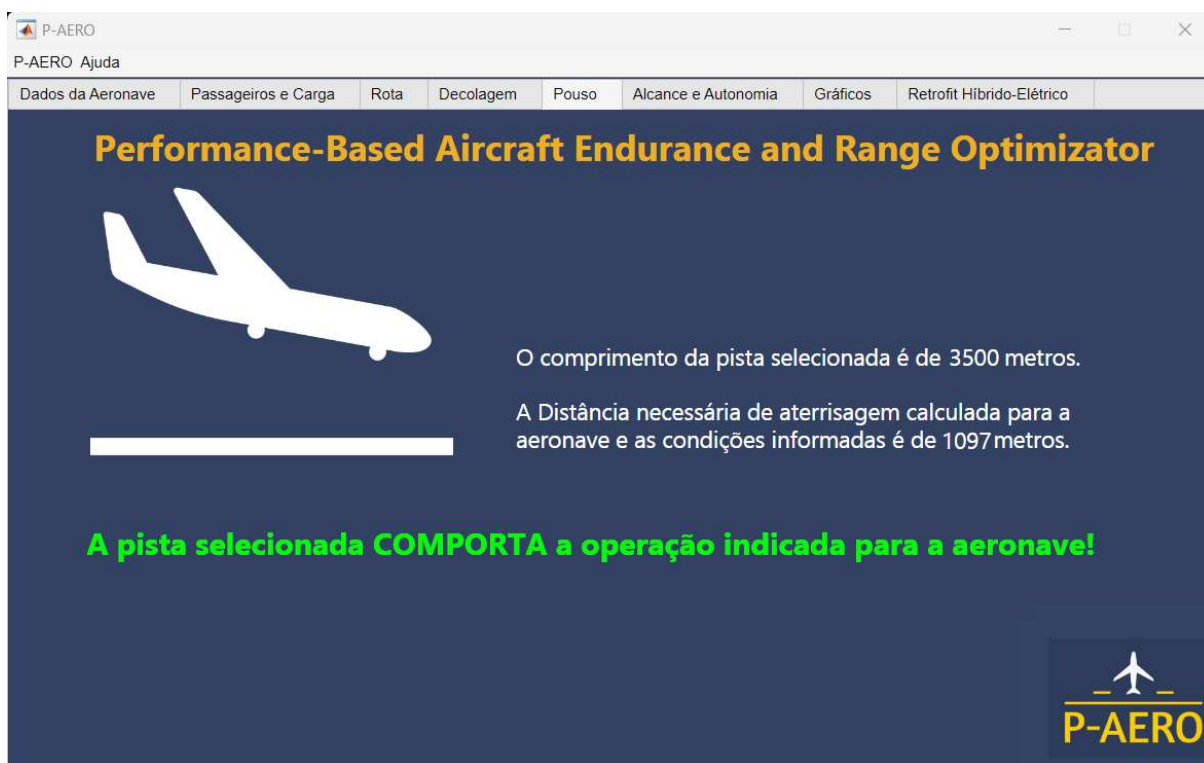 P-AERO
P-AERO Ajuda
Dados da Aeronave Passageiros e Carga Rota Decolagem Pouso Alcance e Autonomia Gráficos Retrofit Híbrido-Elétrico
Performance-Based Aircraft Endurance and Range Optimizator
O comprimento da pista selecionada é de 3500 metros.
A Distância necessária de aterrisagem calculada para a
aeronave e as condições informadas é de 1097 metros.
A pista selecionada COMPORTA a operação indicada para a aeronave!
P-AERO